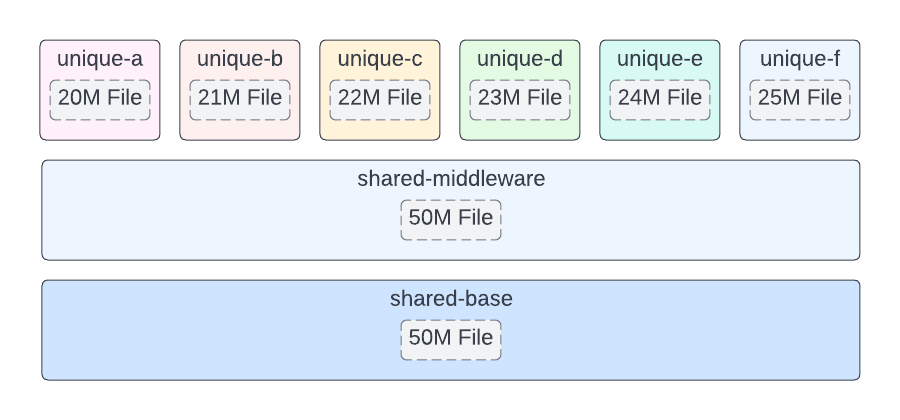 unique-a
unique-b
unique-c
unique-d
unique-e
unique-f
20M File
21M File
22M File
23M File
24M File
25M File
shared-middleware
50M File
shared-base
50M File